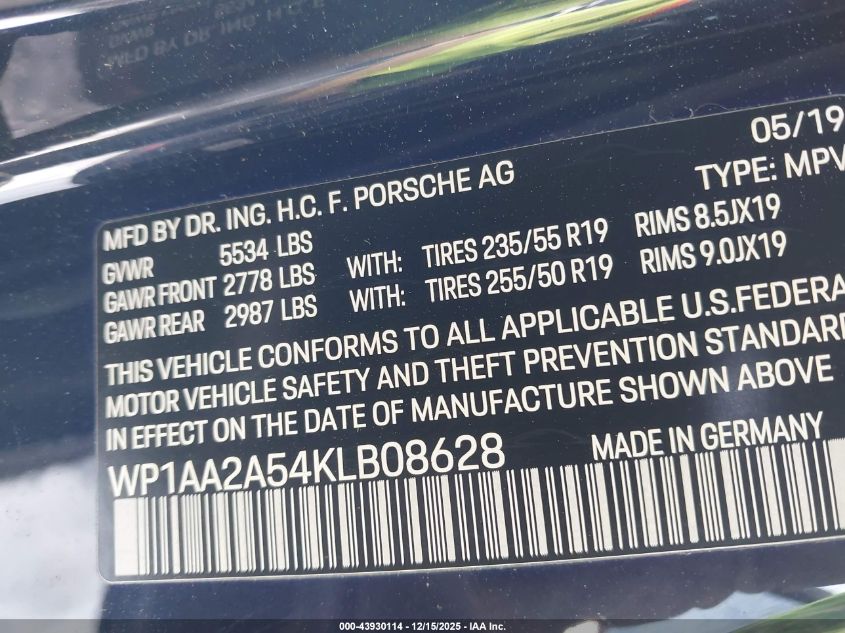 05/19
TYPE: MPV
MFD BY DR. ING. H.C. F. PORSCHE AG
GVWR 5534 LBS
GAWR FRONT 2778 LBS WITH: TIRES 235/55 R19 RIMS 8.5JX19
GAWR REAR 2987 LBS WITH: TIRES 255/50 R19 RIMS 9.0JX19
THIS VEHICLE CONFORMS TO ALL APPLICABLE U.S.FEDERA
MOTOR VEHICLE SAFETY AND THEFT PREVENTION STANDARD
IN EFFECT ON THE DATE OF MANUFACTURE SHOWN ABOVE
WP1AA2A54KLB08628 MADE IN GERMANY
000-43930114 - 12/15/2025 - IAA Inc.